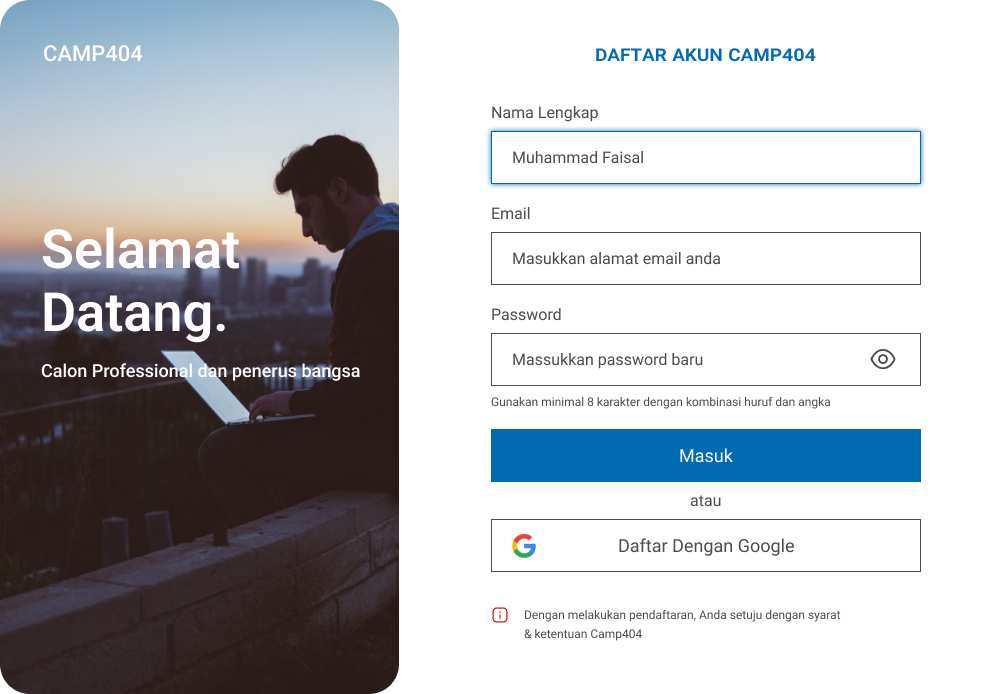 CAMP404
Selamat
Datang.
Calon Professional dan penerus bangsa
DAFTAR AKUN CAMP404
Nama Lengkap
Muhammad Faisal
Email
Masukkan alamat email anda
Password
Massukkan password baru
Gunakan minimal 8 karakter dengan kombinasi huruf dan angka
Masuk
atau
Daftar Dengan Google
Dengan melakukan pendaftaran, Anda setuju dengan syarat
& ketentuan Camp404